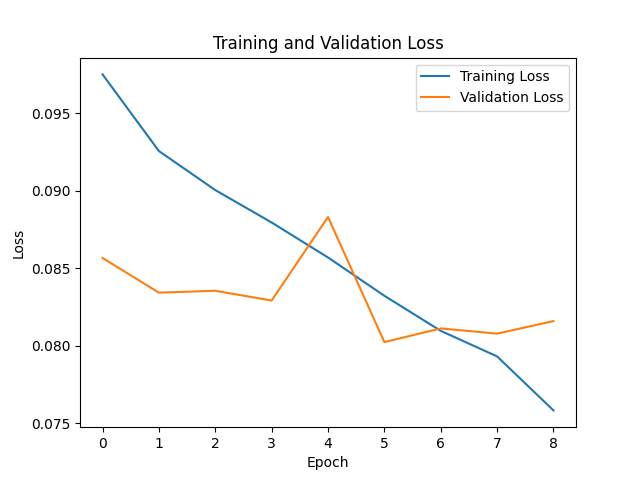 Training and Validation Loss
Training Loss
Validation Loss
0.095
0.090
0.085
0.080
0.075
Loss
0 1 2 3 4 5 6 7 8
Epoch